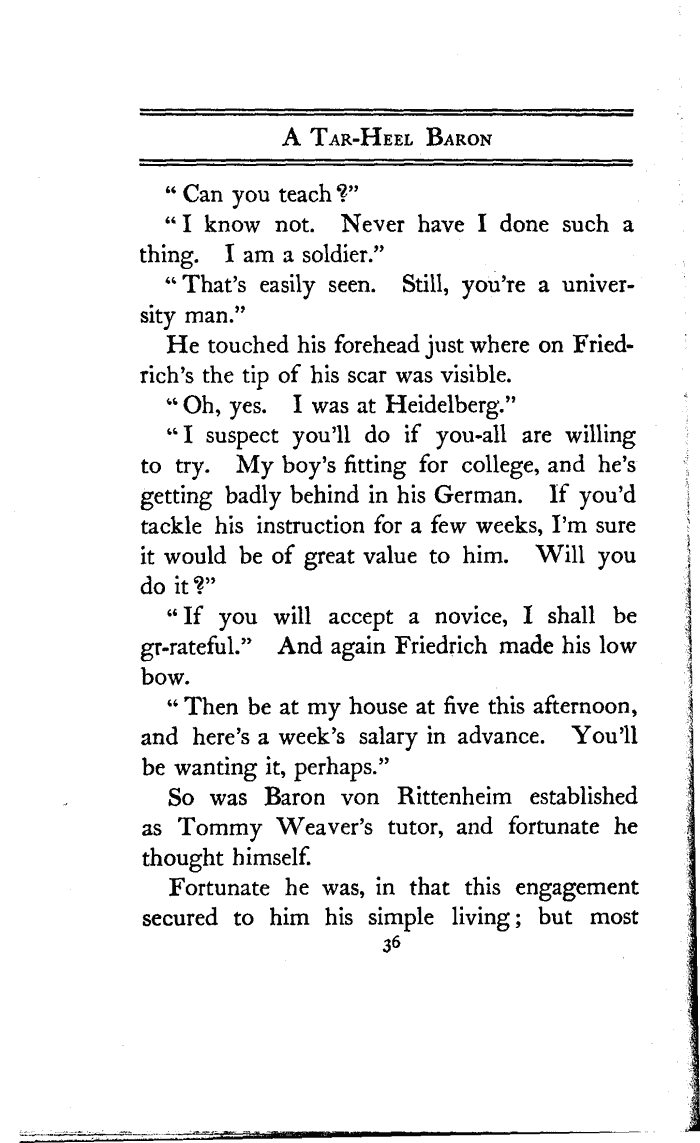 A Tar-Heel Baron
“Can you teach?”
“I know not. Never have I done such a
thing. I am a soldier.”
“That’s easily seen. Still, you’re a univer-
sity man.”
He touched his forehead just where on Fried-
rich’s the tip of his scar was visible.
“Oh, yes. I was at Heidelberg.”
“I suspect you’ll do if you-all are willing
to try. My boy’s fitting for college, and he’s
getting badly behind in his German. If you’d
tackle his instruction for a few weeks, I’m sure
it would be of great value to him. Will you
do it?”
“If you will accept a novice, I shall be
gr-rateful.” And again Friedrich made his low
bow.
“Then be at my house at five this afternoon,
and here’s a week’s salary in advance. You’ll
be wanting it, perhaps.”
So was Baron von Rittenheim established
as Tommy Weaver’s tutor, and fortunate he
thought himself.
Fortunate he was, in that this engagement
secured to him his simple living; but most
36